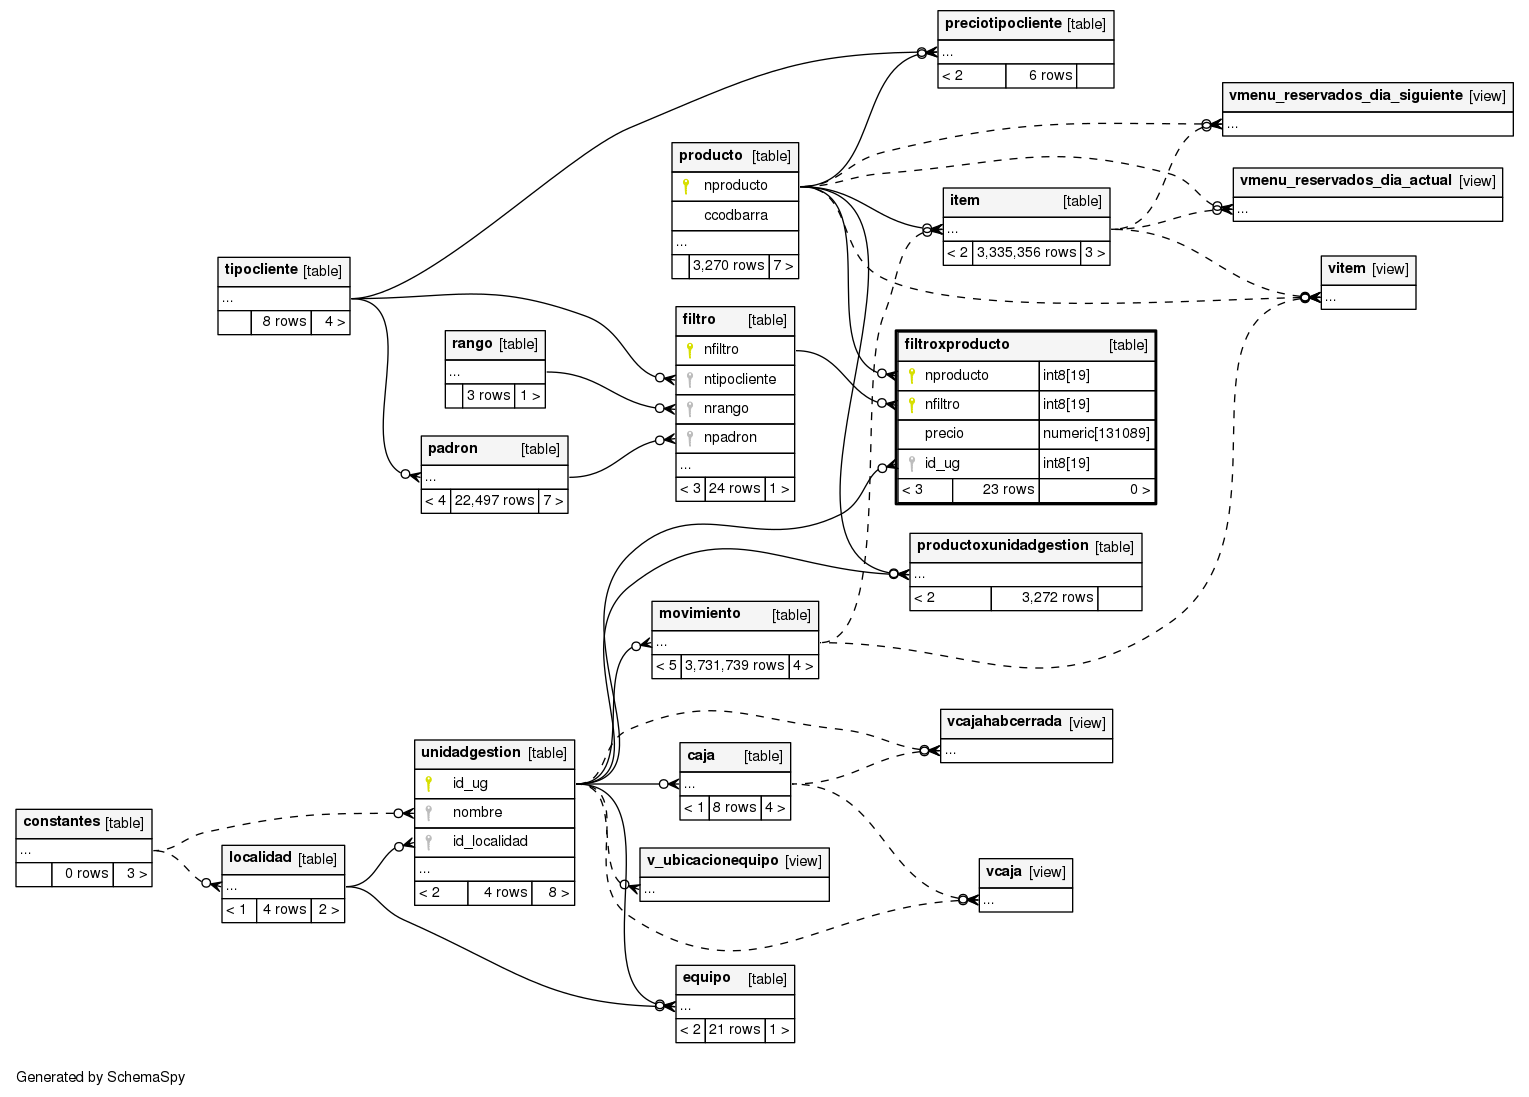 preciotipocliente [table]
...
< 2 6 rows
vmenu_reservados_dia_siguiente [view]
...
producto [table]
nproducto
ccodbarra
...
3,270 rows 7 >
vmenu_reservados_dia_actual [view]
...
item [table]
...
< 2 3,335,356 rows 3 >
tipocliente [table]
...
8 rows 4 >
vitem [view]
...
filtro [table]
nfiltro
ntipocliente
nrango
npadron
...
< 3 24 rows 1 >
rango [table]
...
3 rows 1 >
filtroxproducto [table]
nproducto int8[19]
nfiltro int8[19]
precio numeric[131089]
id_ug int8[19]
< 3 23 rows 0 >
padron [table]
...
< 4 22,497 rows 7 >
productoxunidadgestion [table]
...
< 2 3,272 rows
movimiento [table]
...
< 5 3,731,739 rows 4 >
vcajahabcerrada [view]
...
unidadgestion [table]
id_ug
nombre
id_localidad
...
< 2 4 rows 8 >
caja [table]
...
< 1 8 rows 4 >
constantes [table]
...
0 rows 3 >
localidad [table]
...
< 1 4 rows 2 >
v_ubicacionequipo [view]
...
vcaja [view]
...
equipo [table]
...
< 2 21 rows 1 >
Generated by SchemaSpy